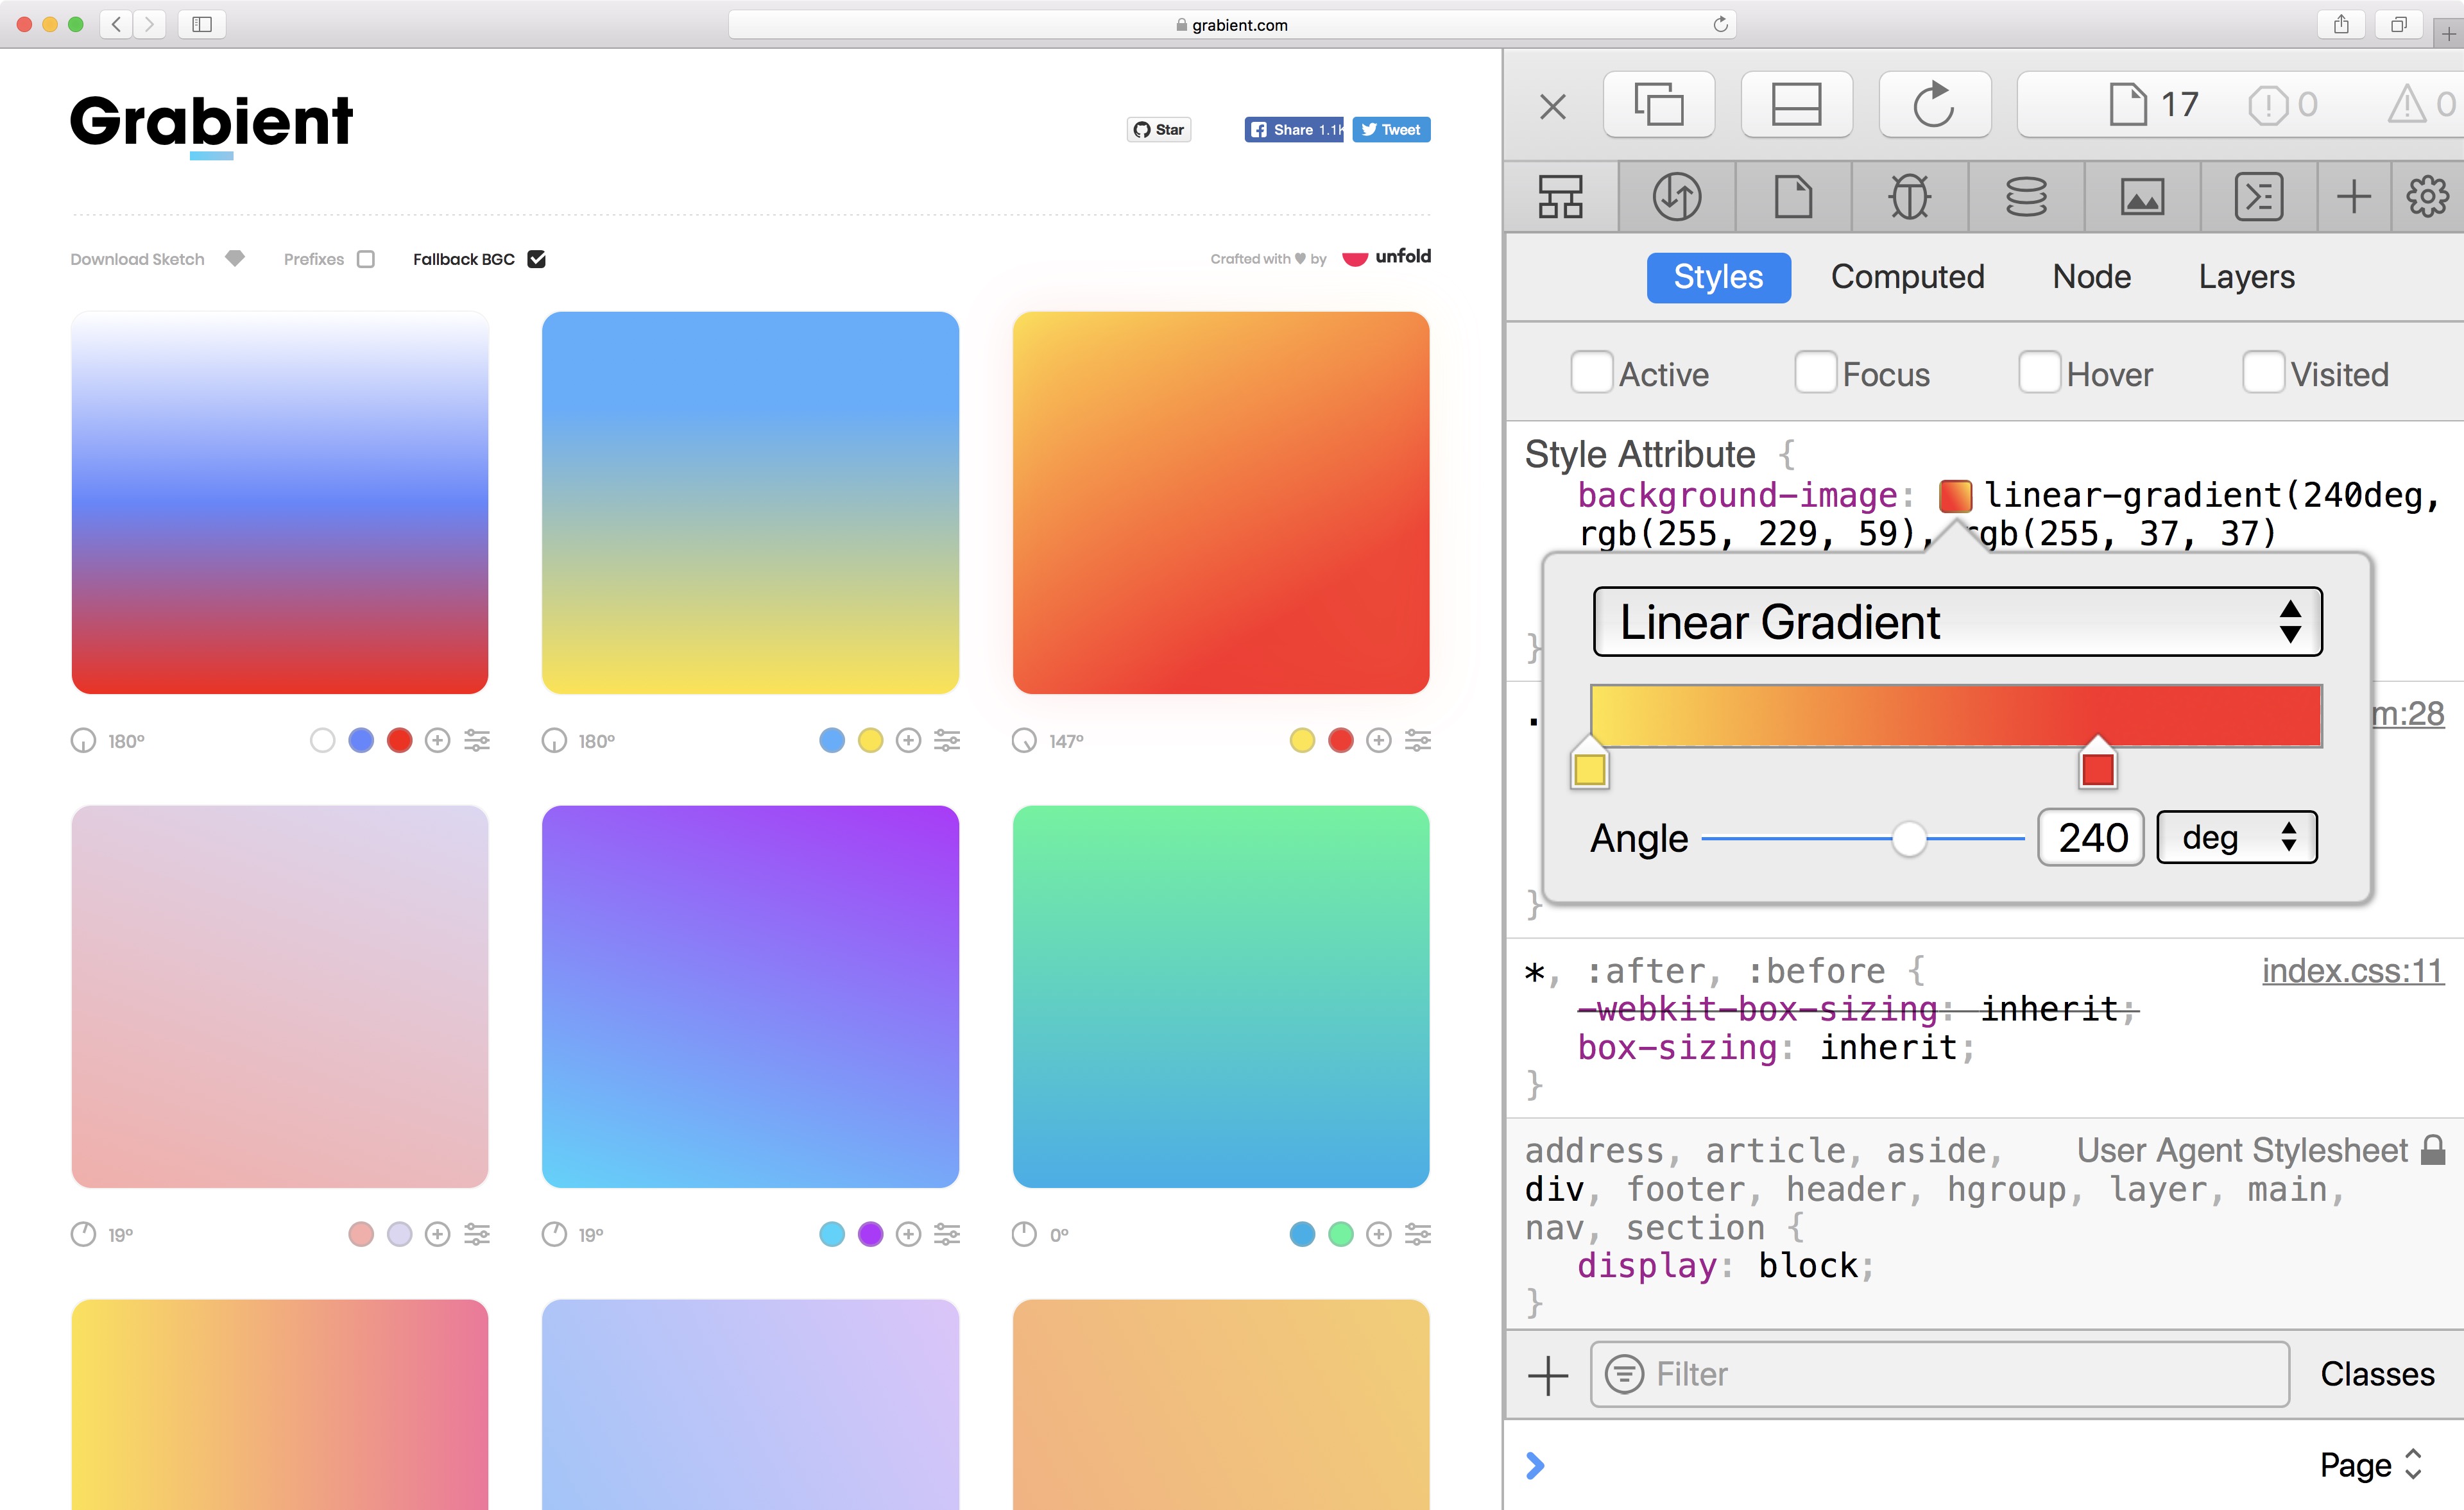 grabient.com
Grabient
Star
Share 1.1K
Tweet
Download Sketch
Prefixes
Fallback BGC
Crafted with ♥ by unfold
180°
180°
147°
19°
19°
0°
17
0
0
Styles
Computed
Node
Layers
Active
Focus
Hover
Visited
Style Attribute {
background-image: linear-gradient(240deg,
rgb(255, 229, 59), rgb(255, 37, 37)
}
Linear Gradient
Angle
240
deg
.
m:28
}
*, :after, :before {
index.css:11
-webkit-box-sizing: inherit;
box-sizing: inherit;
}
address, article, aside,
User Agent Stylesheet
div, footer, header, hgroup, layer, main,
nav, section {
display: block;
}
Filter
Classes
Page